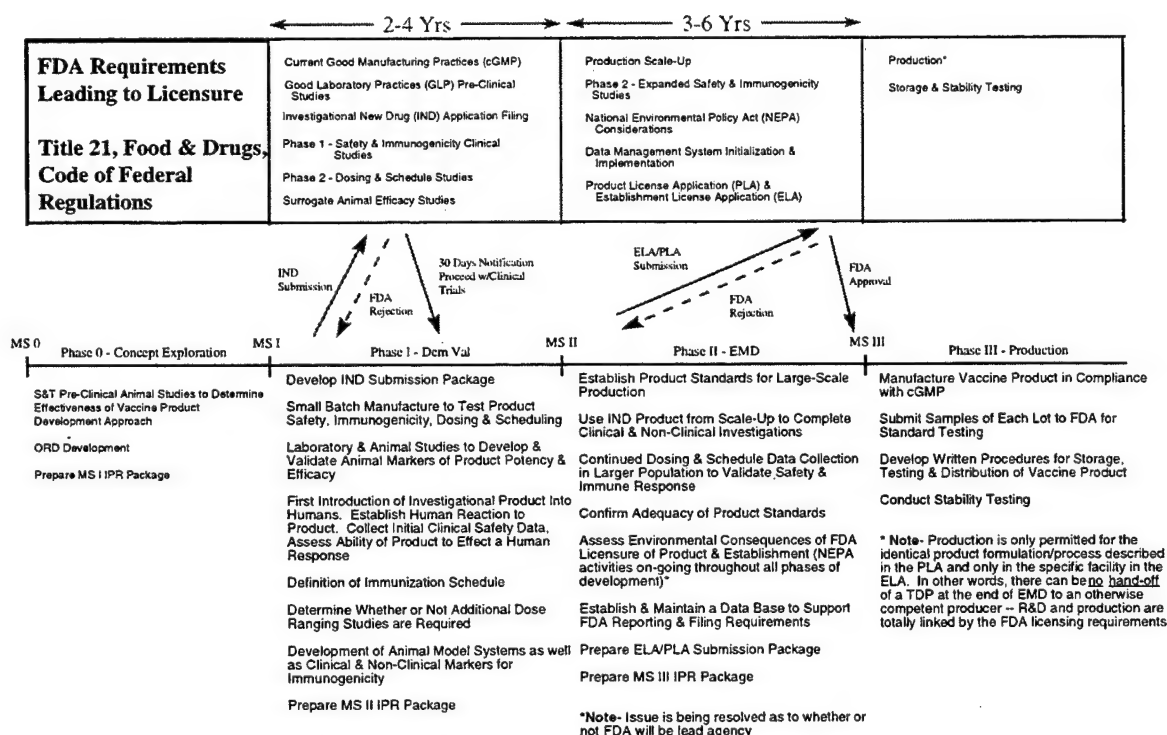 2-4 Yrs
3-6 Yrs
FDA Requirements
Leading to Licensure
Title 21, Food & Drugs,
Code of Federal
Regulations
Current Good Manufacturing Practices (cGMP)
Good Laboratory Practices (GLP) Pre-Clinical
Studies
Investigational New Drug (IND) Application Filing
Phase 1 - Safety & Immunogenicity Clinical
Studies
Phase 2 - Dosing & Schedule Studies
Surrogate Animal Efficacy Studies
Production Scale-Up
Phase 2 - Expanded Safety & Immunogenicity
Studies
National Environmental Policy Act (NEPA)
Considerations
Data Management System Initialization &
Implementation
Product License Application (PLA) &
Establishment License Application (ELA)
Production*
Storage & Stability Testing
IND
Submission
FDA
Rejection
30 Days Notification
Proceed w/Clinical
Trials
ELA/PLA
Submission
FDA
Rejection
FDA
Approval
MS 0
Phase 0 - Concept Exploration
MS I
Phase I - Dem Val
MS II
Phase II - EMD
MS III
Phase III - Production
S&T Pre-Clinical Animal Studies to Determine
Effectiveness of Vaccine Product
Development Approach
ORD Development
Prepare MS I IPR Package
Develop IND Submission Package
Small Batch Manufacture to Test Product
Safety, Immunogenicity, Dosing & Scheduling
Laboratory & Animal Studies to Develop &
Validate Animal Markers of Product Potency &
Efficacy
First Introduction of Investigational Product Into
Humans. Establish Human Reaction to
Product. Collect Initial Clinical Safety Data,
Assess Ability of Product to Effect a Human
Response
Definition of Immunization Schedule
Determine Whether or Not Additional Dose
Ranging Studies are Required
Development of Animal Model Systems as well
as Clinical & Non-Clinical Markers for
Immunogenicity
Prepare MS II IPR Package
Establish Product Standards for Large-Scale
Production
Use IND Product from Scale-Up to Complete
Clinical & Non-Clinical Investigations
Continued Dosing & Schedule Data Collection
in Larger Population to Validate Safety &
Immune Response
Confirm Adequacy of Product Standards
Assess Environmental Consequences of FDA
Licensure of Product & Establishment (NEPA
activities on-going throughout all phases of
development)*
Establish & Maintain a Data Base to Support
FDA Reporting & Filing Requirements
Prepare ELA/PLA Submission Package
Prepare MS III IPR Package
*Note- Issue is being resolved as to whether or
not FDA will be lead agency
Manufacture Vaccine Product in Compliance
with cGMP
Submit Samples of Each Lot to FDA for
Standard Testing
Develop Written Procedures for Storage,
Testing & Distribution of Vaccine Product
Conduct Stability Testing
* Note- Production is only permitted for the
identical product formulation/process described
in the PLA and only in the specific facility in the
ELA. In other words, there can be no hand-off
of a TDP at the end of EMD to an otherwise
competent producer -- R&D and production are
totally linked by the FDA licensing requirements